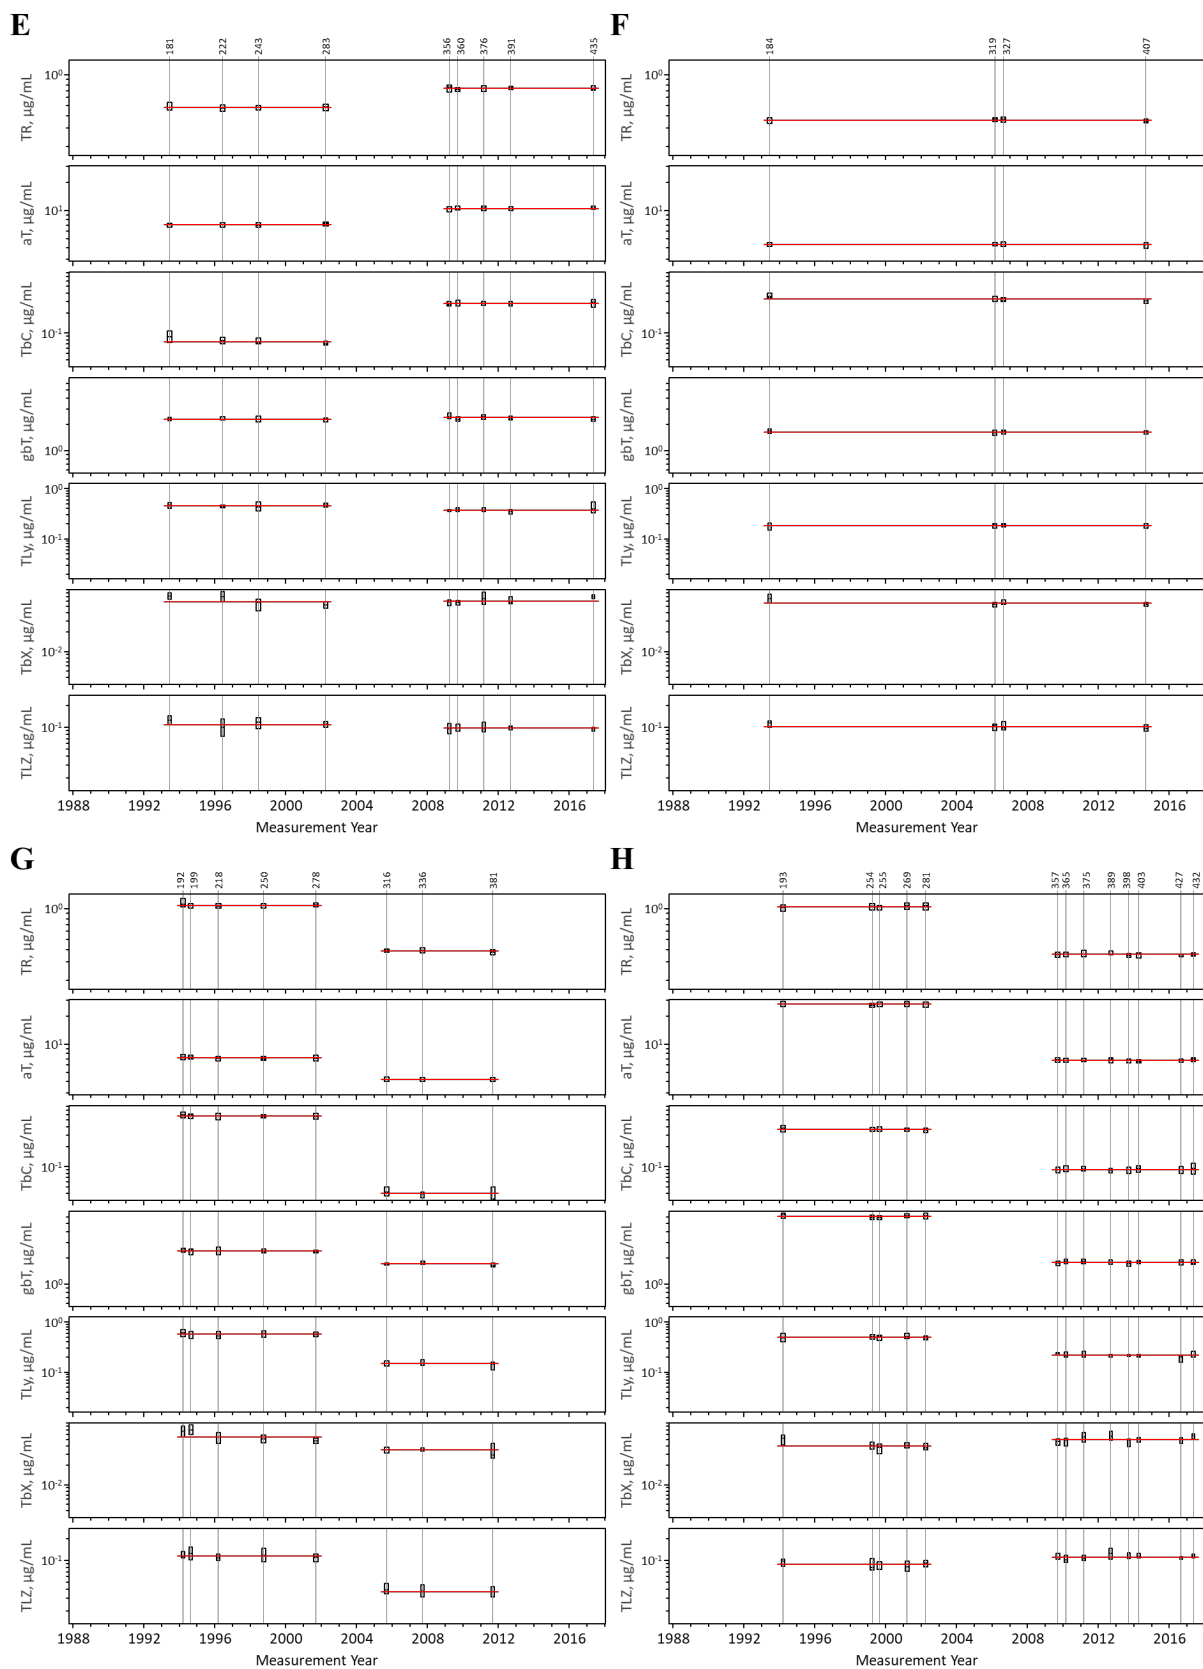 E
181 222 243 283 356 360 376 391 435
TR, µg/mL
10⁰
aT, µg/mL
10¹
TbC, µg/mL
10⁻¹
gbT, µg/mL
10⁰
TLy, µg/mL
10⁰
10⁻¹
TbX, µg/mL
10⁻²
TLZ, µg/mL
10⁻¹
1988 1992 1996 2000 2004 2008 2012 2016
Measurement Year
F
184 319 327 407
TR, µg/mL
10⁰
aT, µg/mL
10¹
TbC, µg/mL
10⁻¹
gbT, µg/mL
10⁰
TLy, µg/mL
10⁰
10⁻¹
TbX, µg/mL
10⁻²
TLZ, µg/mL
10⁻¹
1988 1992 1996 2000 2004 2008 2012 2016
Measurement Year
G
192 199 218 250 278 316 336 381
TR, µg/mL
10⁰
aT, µg/mL
10¹
TbC, µg/mL
10⁻¹
gbT, µg/mL
10⁰
TLy, µg/mL
10⁰
10⁻¹
TbX, µg/mL
10⁻²
TLZ, µg/mL
10⁻¹
1988 1992 1996 2000 2004 2008 2012 2016
Measurement Year
H
193 254 255 269 281 357 365 375 389 398 403 427 432
TR, µg/mL
10⁰
aT, µg/mL
10¹
TbC, µg/mL
10⁻¹
gbT, µg/mL
10⁰
TLy, µg/mL
10⁰
10⁻¹
TbX, µg/mL
10⁻²
TLZ, µg/mL
10⁻¹
1988 1992 1996 2000 2004 2008 2012 2016
Measurement Year